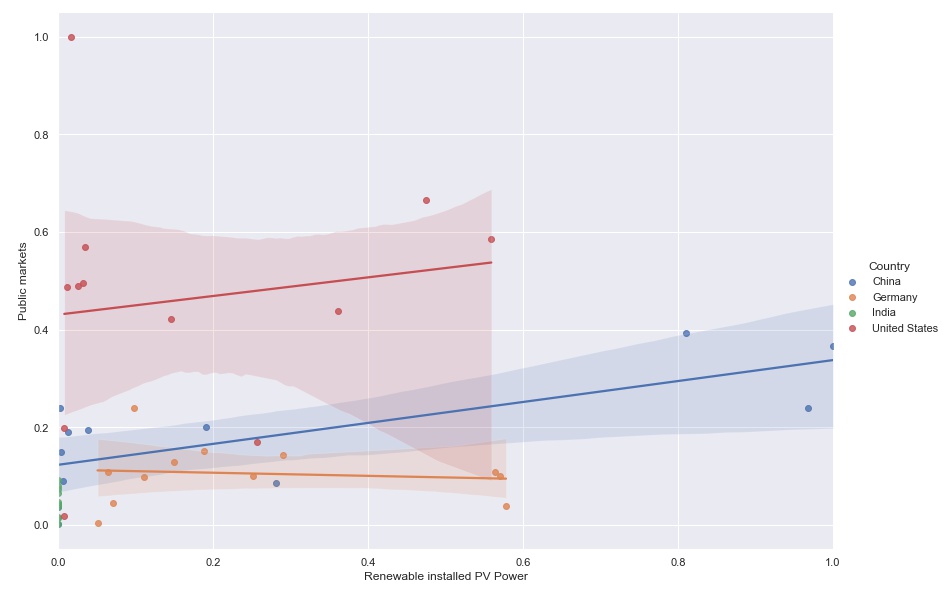 1.0
0.8
0.6
0.4
0.2
0.0
Public markets
0.0 0.2 0.4 0.6 0.8 1.0
Renewable installed PV Power
Country
China
Germany
India
United States